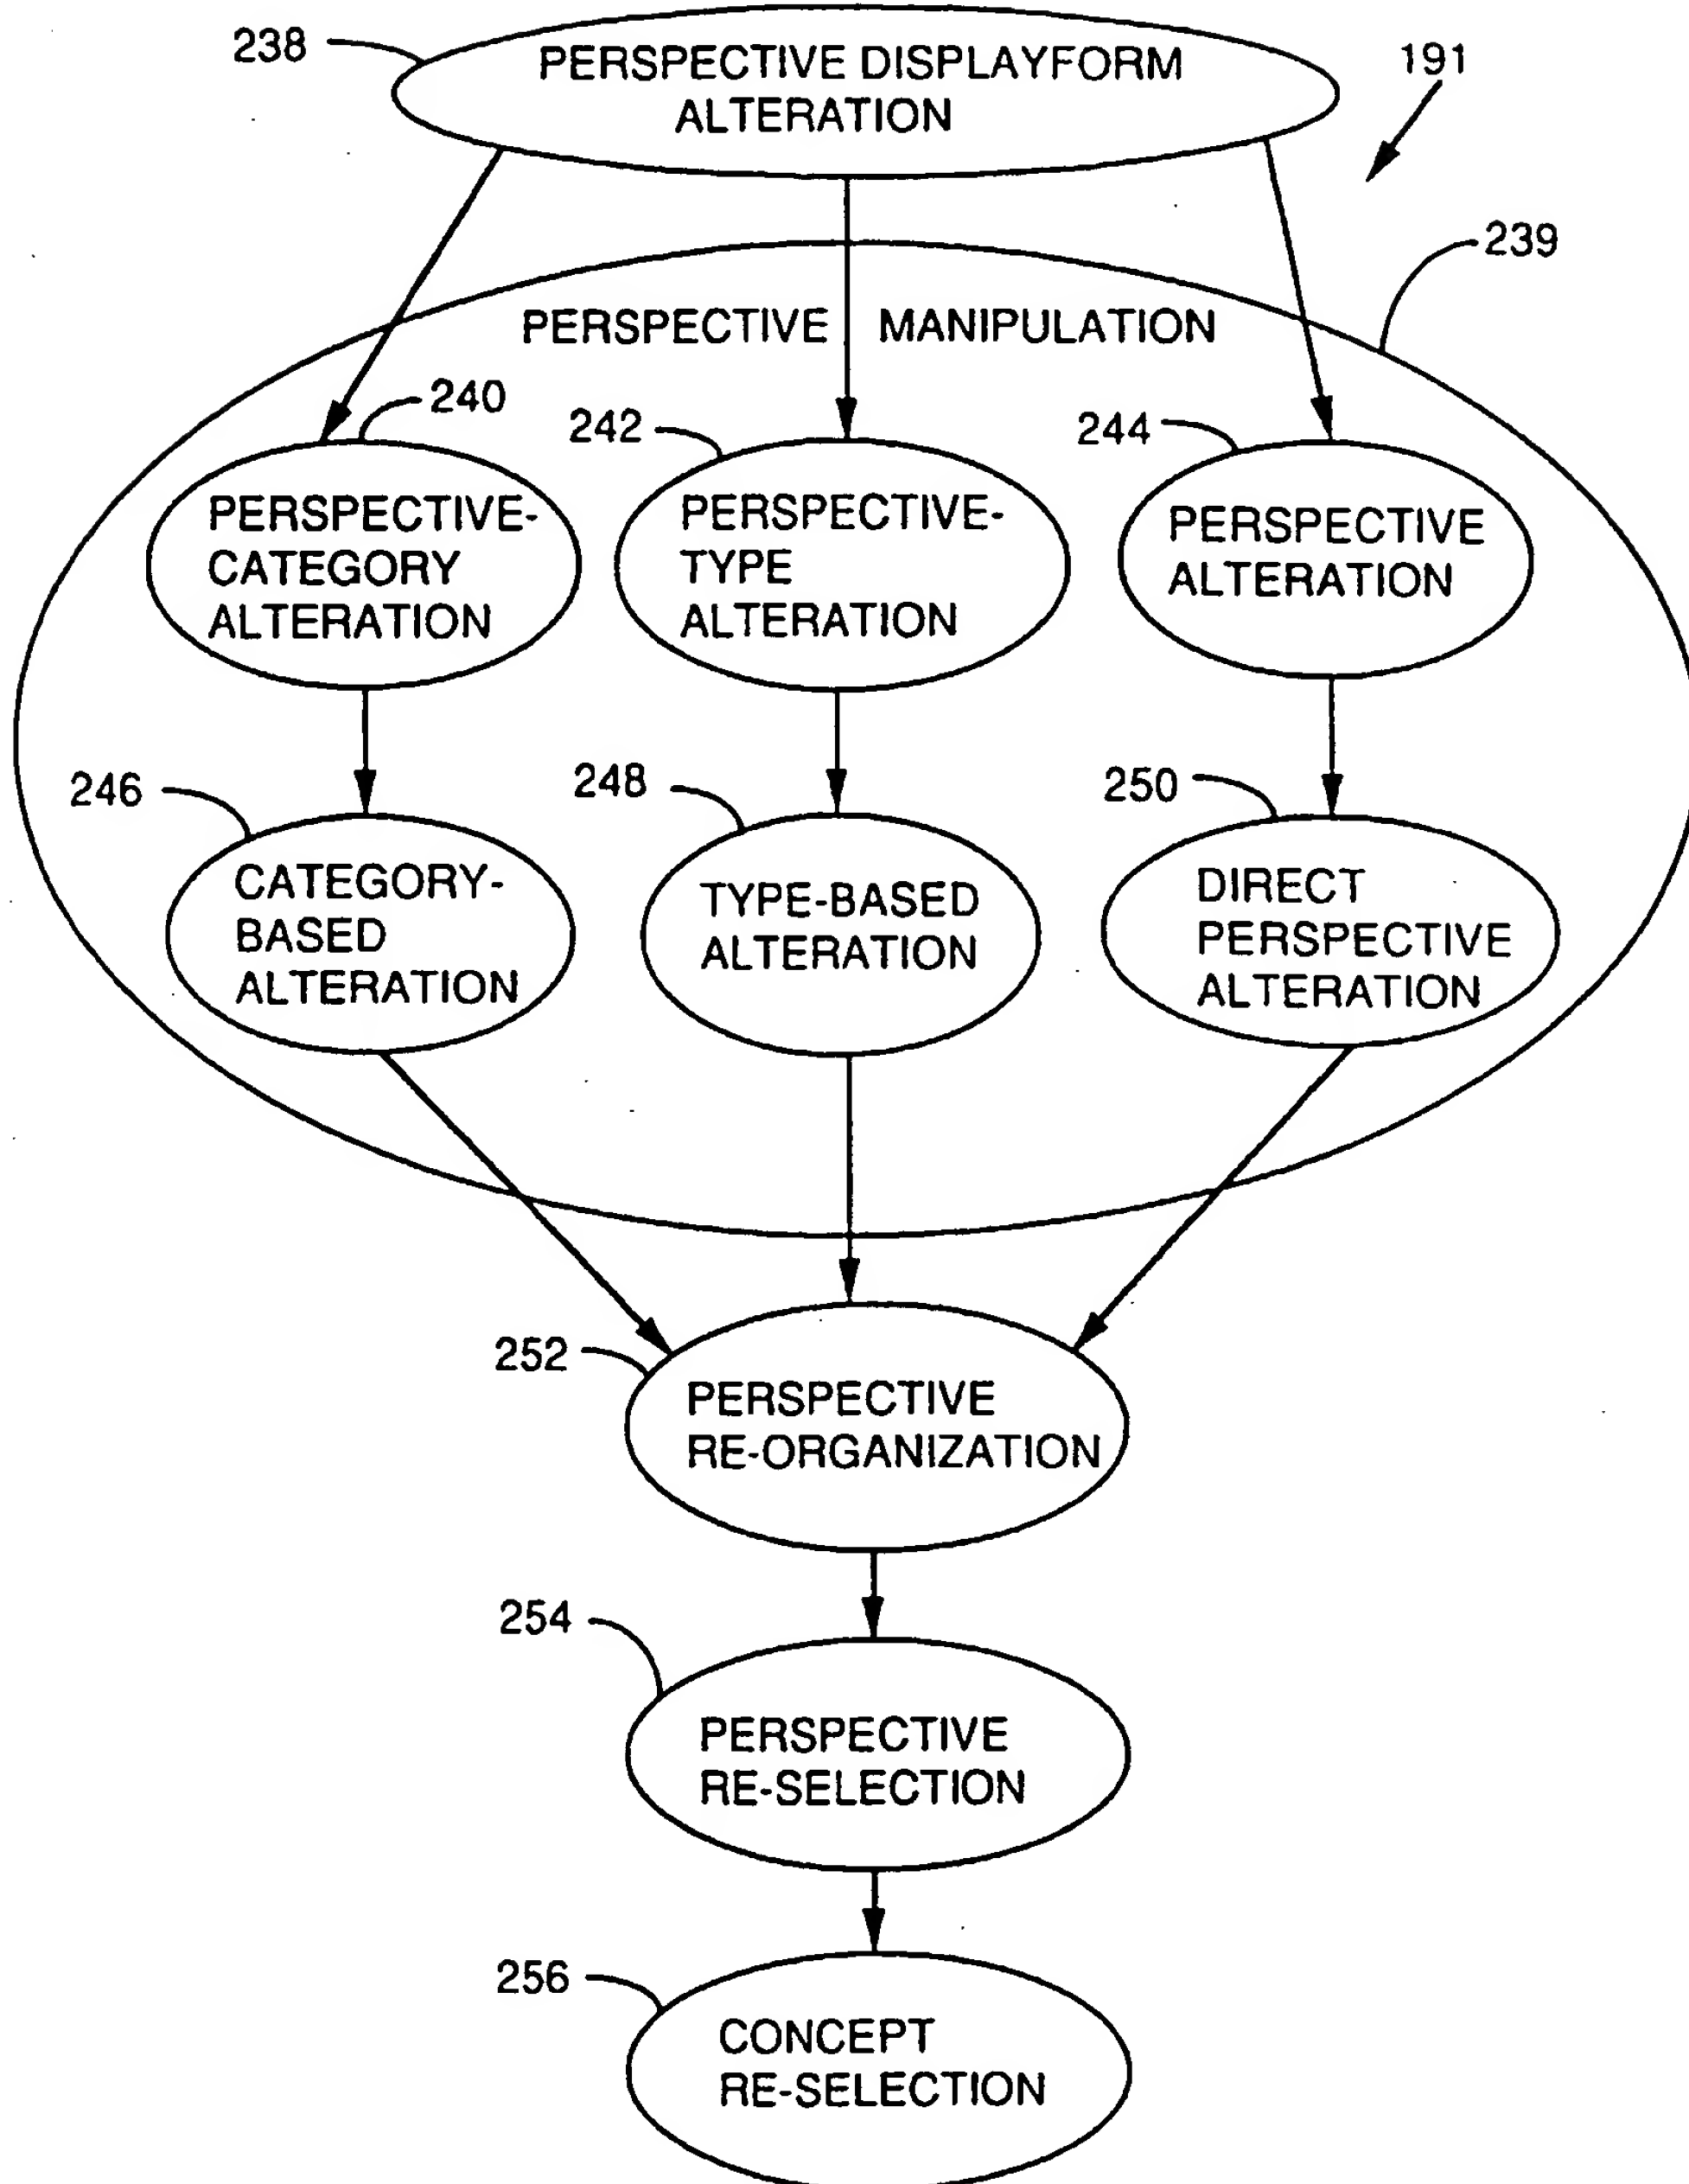 238
PERSPECTIVE DISPLAYFORM
ALTERATION
191
239
PERSPECTIVE MANIPULATION
240
242
244
PERSPECTIVE-
CATEGORY
ALTERATION
PERSPECTIVE-
TYPE
ALTERATION
PERSPECTIVE
ALTERATION
246
248
250
CATEGORY-
BASED
ALTERATION
TYPE-BASED
ALTERATION
DIRECT
PERSPECTIVE
ALTERATION
252
PERSPECTIVE
RE-ORGANIZATION
254
PERSPECTIVE
RE-SELECTION
256
CONCEPT
RE-SELECTION